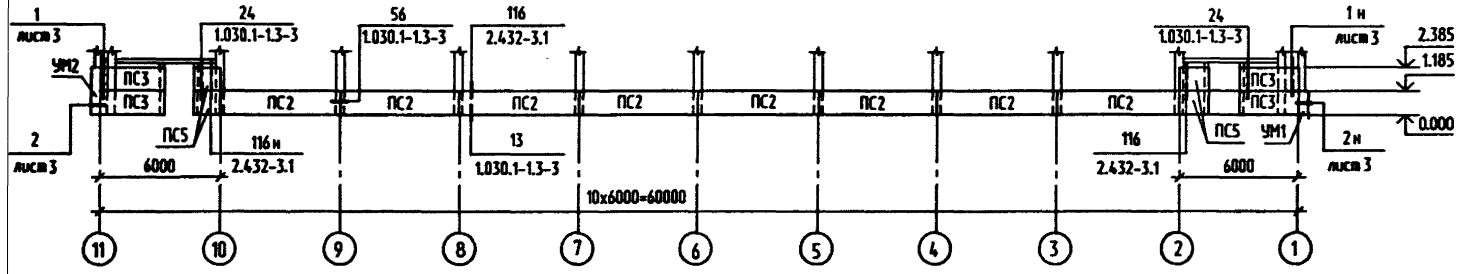 1
лист 3
24
1.030.1-1.3-3
56
1.030.1-1.3-3
116
2.432-3.1
24
1.030.1-1.3-3
1 н
лист 3
2.385
1.185
0.000
УМ2
ПС3
ПС3
ПС5
ПС2
ПС2
ПС2
ПС2
ПС2
ПС2
ПС2
ПС2
ПС3
ПС3
ПС5
УМ1
2
лист 3
116 н
2.432-3.1
13
1.030.1-1.3-3
116
2.432-3.1
2 н
лист 3
6000
6000
10х6000=60000
11
10
9
8
7
6
5
4
3
2
1